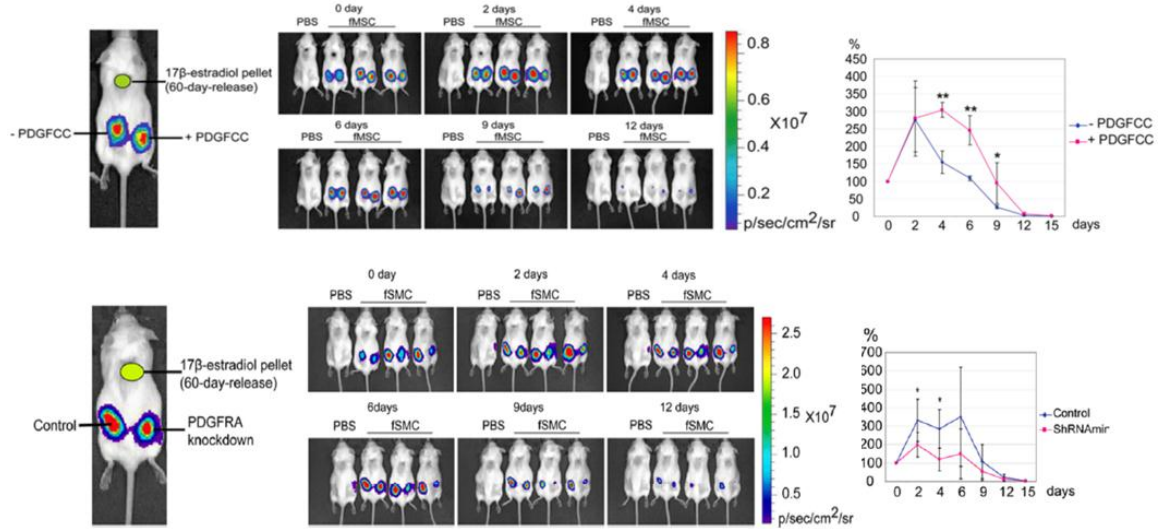 0 day
2 days
4 days
PBS fMSC
PBS fMSC
PBS fMSC
17β-estradiol pellet
(60-day-release)
- PDGFCC
+ PDGFCC
6 days
9 days
12 days
PBS fMSC
PBS fMSC
PBS fMSC
0.8
0.6
X10⁷
0.4
0.2
p/sec/cm²/sr
%
450
400
350
300
250
200
150
100
50
0
** ** *
0 2 4 6 9 12 15 days
- PDGFCC
+ PDGFCC
0 day
2 days
4 days
PBS fSMC
PBS fSMC
PBS fSMC
17β-estradiol pellet
(60-day-release)
Control
PDGFRA
knockdown
6days
9days
12 days
PBS fSMC
PBS fSMC
PBS fSMC
2.5
2.0
1.5
X10⁷
1.0
0.5
p/sec/cm²/sr
%
700
600
500
400
300
200
100
0
* *
0 2 4 6 9 12 15 days
Control
ShRNAmir